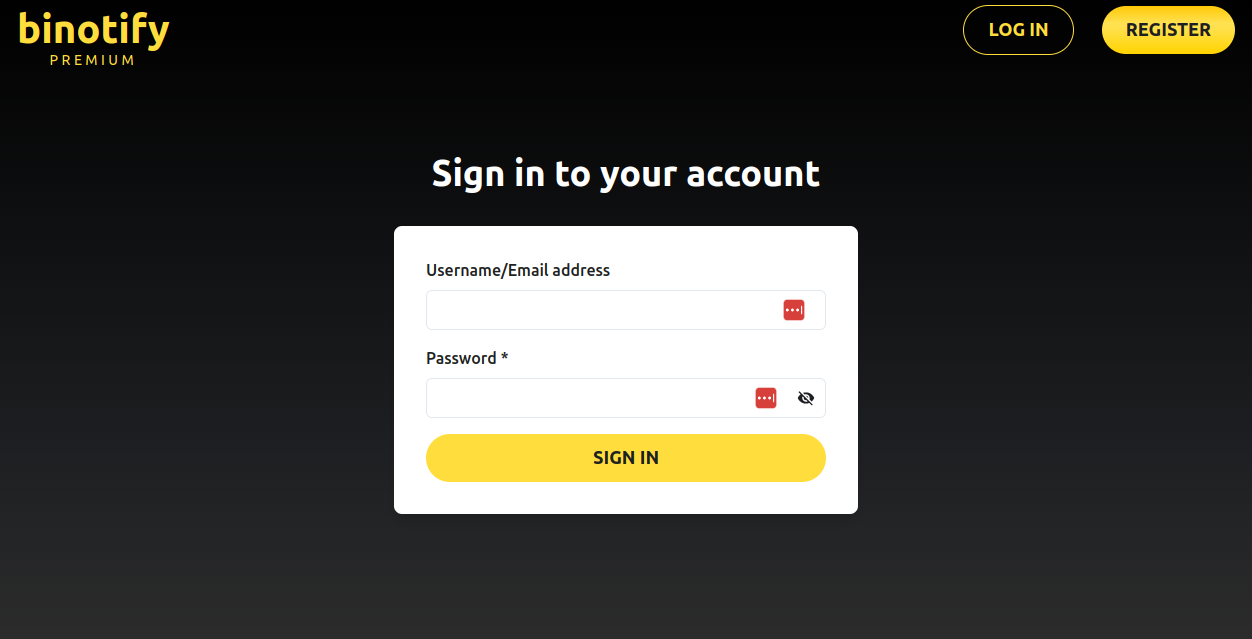 binotify
PREMIUM
LOG IN
REGISTER
Sign in to your account
Username/Email address
Password *
SIGN IN